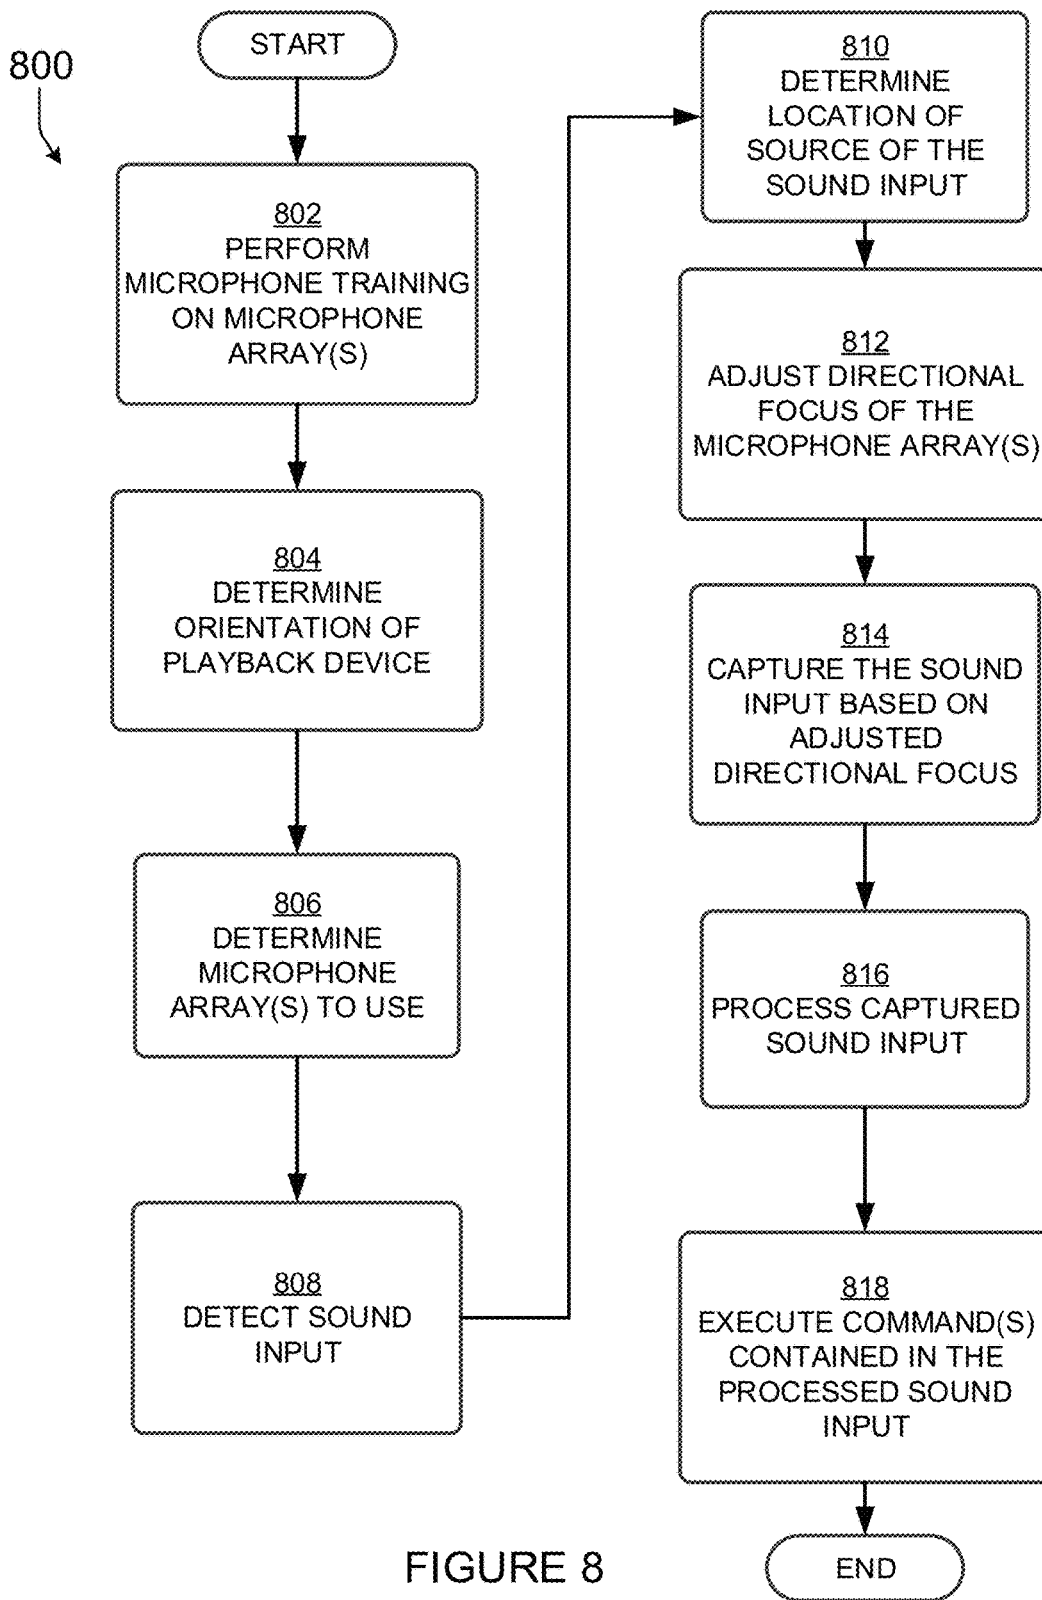 800
START
802
PERFORM
MICROPHONE TRAINING
ON MICROPHONE
ARRAY(S)
804
DETERMINE
ORIENTATION OF
PLAYBACK DEVICE
806
DETERMINE
MICROPHONE
ARRAY(S) TO USE
808
DETECT SOUND
INPUT
810
DETERMINE
LOCATION OF
SOURCE OF THE
SOUND INPUT
812
ADJUST DIRECTIONAL
FOCUS OF THE
MICROPHONE ARRAY(S)
814
CAPTURE THE SOUND
INPUT BASED ON
ADJUSTED
DIRECTIONAL FOCUS
816
PROCESS CAPTURED
SOUND INPUT
818
EXECUTE COMMAND(S)
CONTAINED IN THE
PROCESSED SOUND
INPUT
END
FIGURE 8